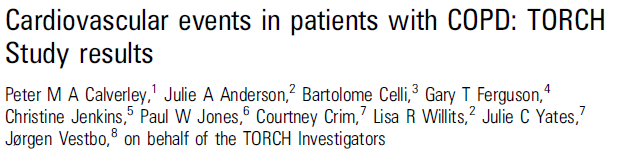 Cardiovascular events in patients with COPD: TORCH
Study results
Peter M A Calverley,1 Julie A Anderson,2 Bartolome Celli,3 Gary T Ferguson,4
Christine Jenkins,5 Paul W Jones,6 Courtney Crim,7 Lisa R Willits,2 Julie C Yates,7
Jørgen Vestbo,8 on behalf of the TORCH Investigators